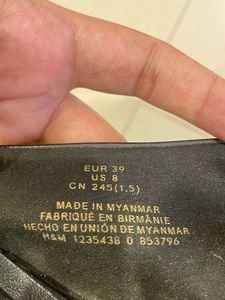 EUR 39
US 8
CN 245(1.5)
MADE IN MYANMAR
FABRIQUÉ EN BIRMÁNIE
HECHO EN UNIÓN DE MYANMAR
H&M 1235438 0 853796